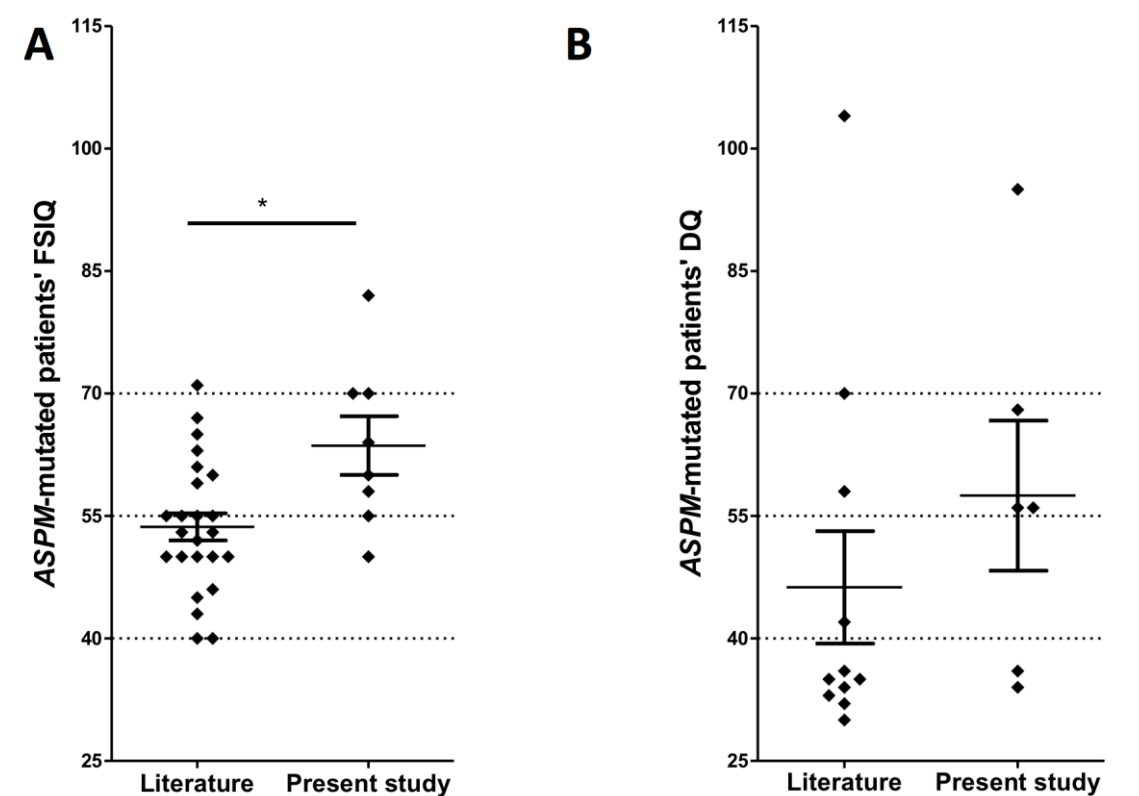 A
ASPM-mutated patients' FSIQ
115
100
85
70
55
40
25
*
Literature
Present study
B
ASPM-mutated patients' DQ
115
100
85
70
55
40
25
Literature
Present study